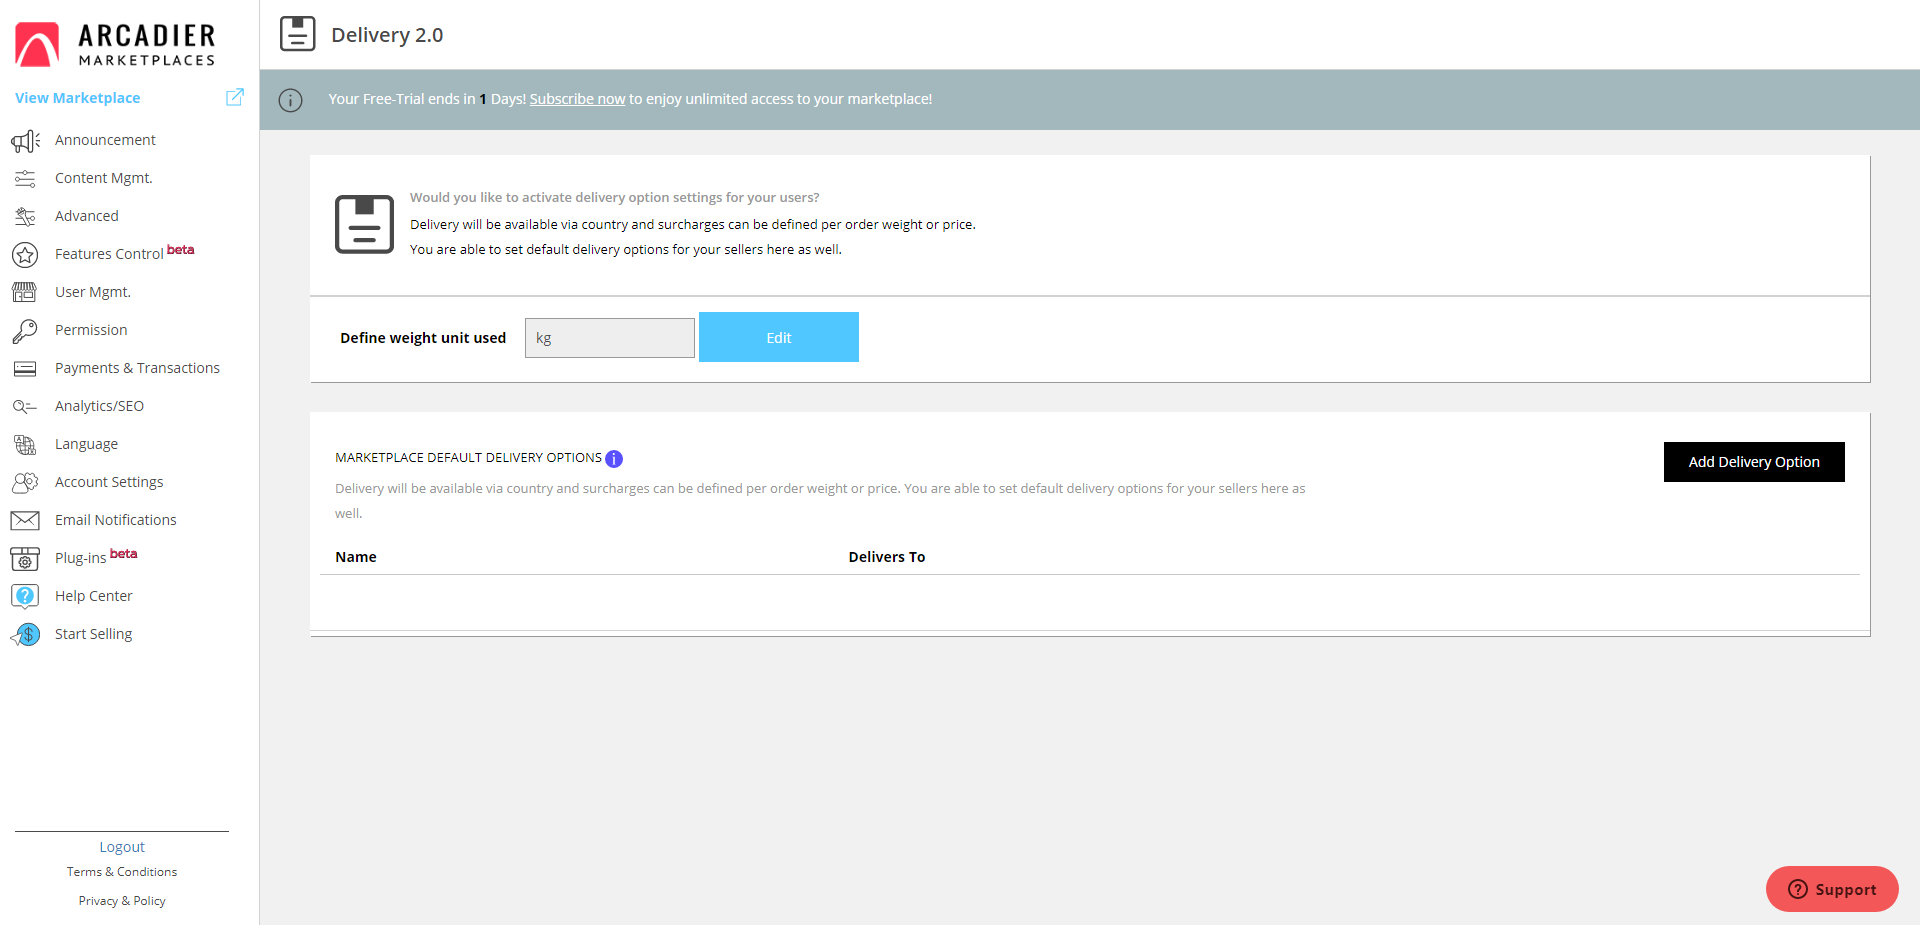 ARCADIER
MARKETPLACES
View Marketplace
Announcement
Content Mgmt.
Advanced
Features Control beta
User Mgmt.
Permission
Payments & Transactions
Analytics/SEO
Language
Account Settings
Email Notifications
Plug-ins beta
Help Center
Start Selling
Logout
Terms & Conditions
Privacy & Policy
Delivery 2.0
Your Free-Trial ends in 1 Days! Subscribe now to enjoy unlimited access to your marketplace!
Would you like to activate delivery option settings for your users?
Delivery will be available via country and surcharges can be defined per order weight or price.
You are able to set default delivery options for your sellers here as well.
Define weight unit used kg Edit
MARKETPLACE DEFAULT DELIVERY OPTIONS
Add Delivery Option
Delivery will be available via country and surcharges can be defined per order weight or price. You are able to set default delivery options for your sellers here as
well.
Name Delivers To
Support